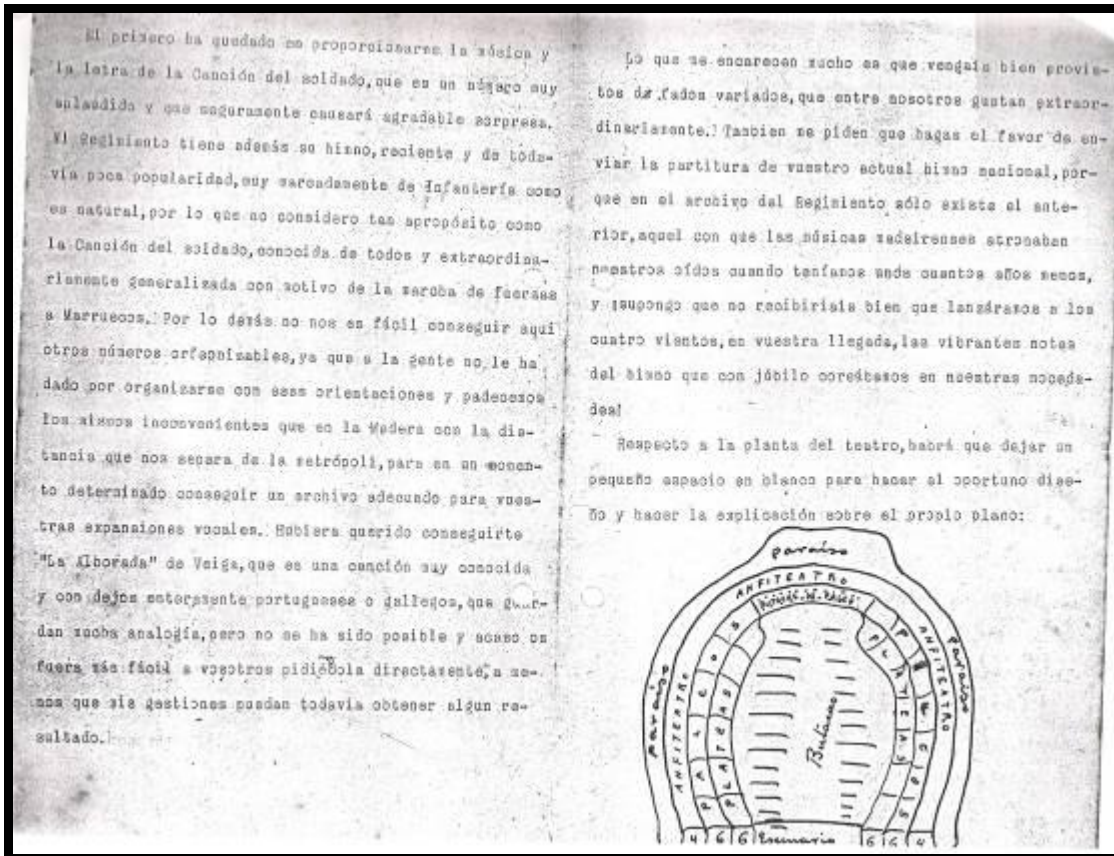 El primero ha quedado en proporcionarme la música y
la letra de la Canción del soldado,que es un número muy
esplendido y que seguramente causará agradable sorpresa.
El Regimiento tiene además su himno,reciente y de toda-
vía poca popularidad,muy marcadamente de Infantería como
es natural,por lo que no considero tan apropósito como
la Canción del soldado,conocida de todos y extraordina-
riamente generalizada con motivo de la marcha de fuerzas
a Marruecos. Por lo demás no nos es fácil conseguir aqui
otros números orfeonizables,ya que a la gente no le ha
dado por organizarse con esas orientaciones y padecemos
los mismos inconvenientes que en la Madera con la dis-
tancia que nos separa de la metrópoli,para en un momen-
to determinado conseguir un archivo adecuado para vues-
tras expansiones vocales. Hubiera querido conseguirte
"La Alborada" de Veiga,que es una canción muy conocida
y con dejos enteramente portugueses o gallegos,que guar-
dan mucha analogía,pero no me ha sido posible y acaso os
fuera más fácil a vosotros pidiéndola directamente,a me-
nos que mis gestiones puedan todavia obtener algun re-
sultado.
Lo que me encarecen mucho es que vengais bien provis-
tos de fados variados,que entre nosotros gustan extraor-
dinariamente. Tambien me piden que hagas el favor de en-
viar la partitura de vuestro actual himno nacional,por-
que en el archivo del Regimiento sólo existe el ante-
rior,aquel con que las músicas madeirenses atronaban
nuestros oídos cuando teníamos unos cuantos años menos,
y ¡supongo que no recibiriais bien que lanzáramos a los
cuatro vientos,en vuestra llegada,las vibrantes notas
del himno que con júbilo coreábamos en nuestras moceda-
des!
Respecto a la planta del teatro,habrá que dejar un
pequeño espacio en blanco para hacer el oportuno dise-
ño y hacer la explicación sobre el propio plano:
paraíso
ANFITEATRO
paraíso
ANFITEATRO
PALCOS
PLATEAS
Butacas
PLATEAS
ANFITEATRO
paraíso
4 6 6 Escenario 6 6 4